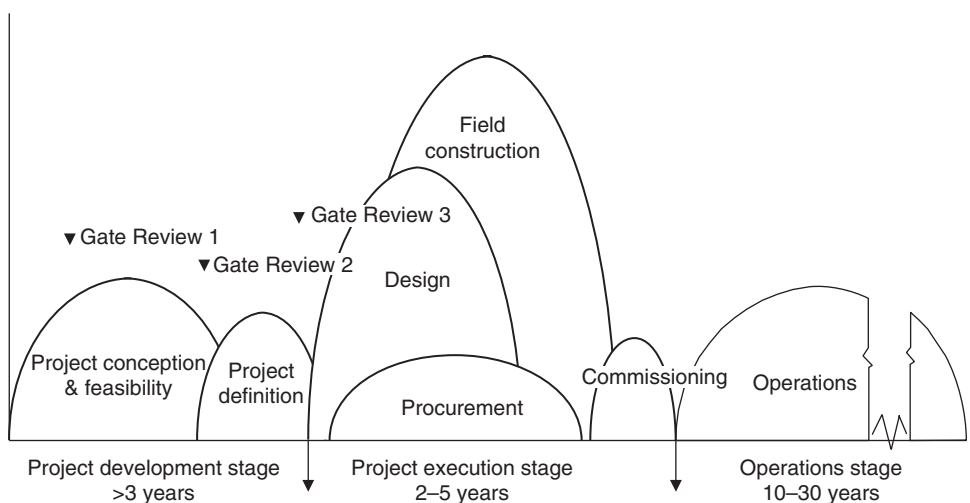 Field
construction
▼ Gate Review 3
▼ Gate Review 1
▼ Gate Review 2
Design
Project conception
& feasibility
Project
definition
Procurement
Commissioning
Operations
Project development stage
>3 years
Project execution stage
2–5 years
Operations stage
10–30 years